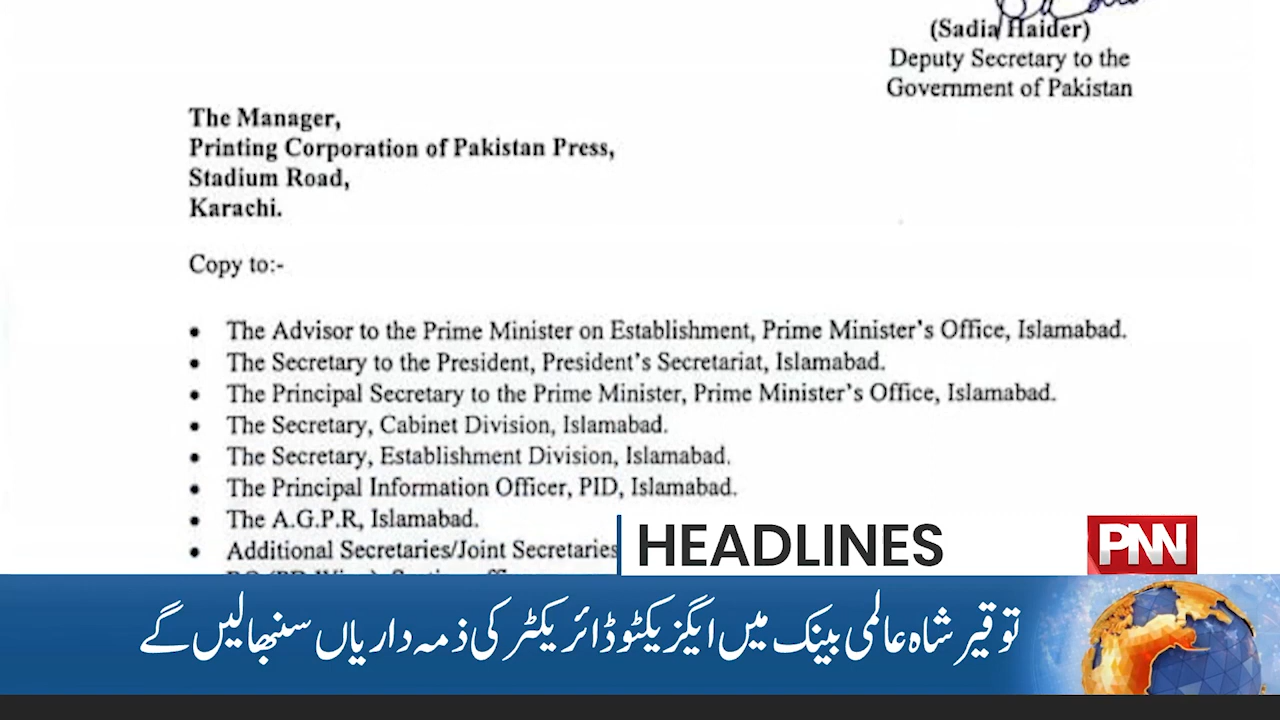 (Sadia Haider)
Deputy Secretary to the
Government of Pakistan
The Manager,
Printing Corporation of Pakistan Press,
Stadium Road,
Karachi.
Copy to:-
• The Advisor to the Prime Minister on Establishment, Prime Minister's Office, Islamabad.
• The Secretary to the President, President's Secretariat, Islamabad.
• The Principal Secretary to the Prime Minister, Prime Minister's Office, Islamabad.
• The Secretary, Cabinet Division, Islamabad.
• The Secretary, Establishment Division, Islamabad.
• The Principal Information Officer, PID, Islamabad.
• The A.G.P.R, Islamabad.
• Additional Secretaries/Joint Secretaries
HEADLINES
PNN
توقیر شاہ عالمی بینک میں ایگزیکٹو ڈائریکٹر کی ذمہ داریاں سنبھالیں گے